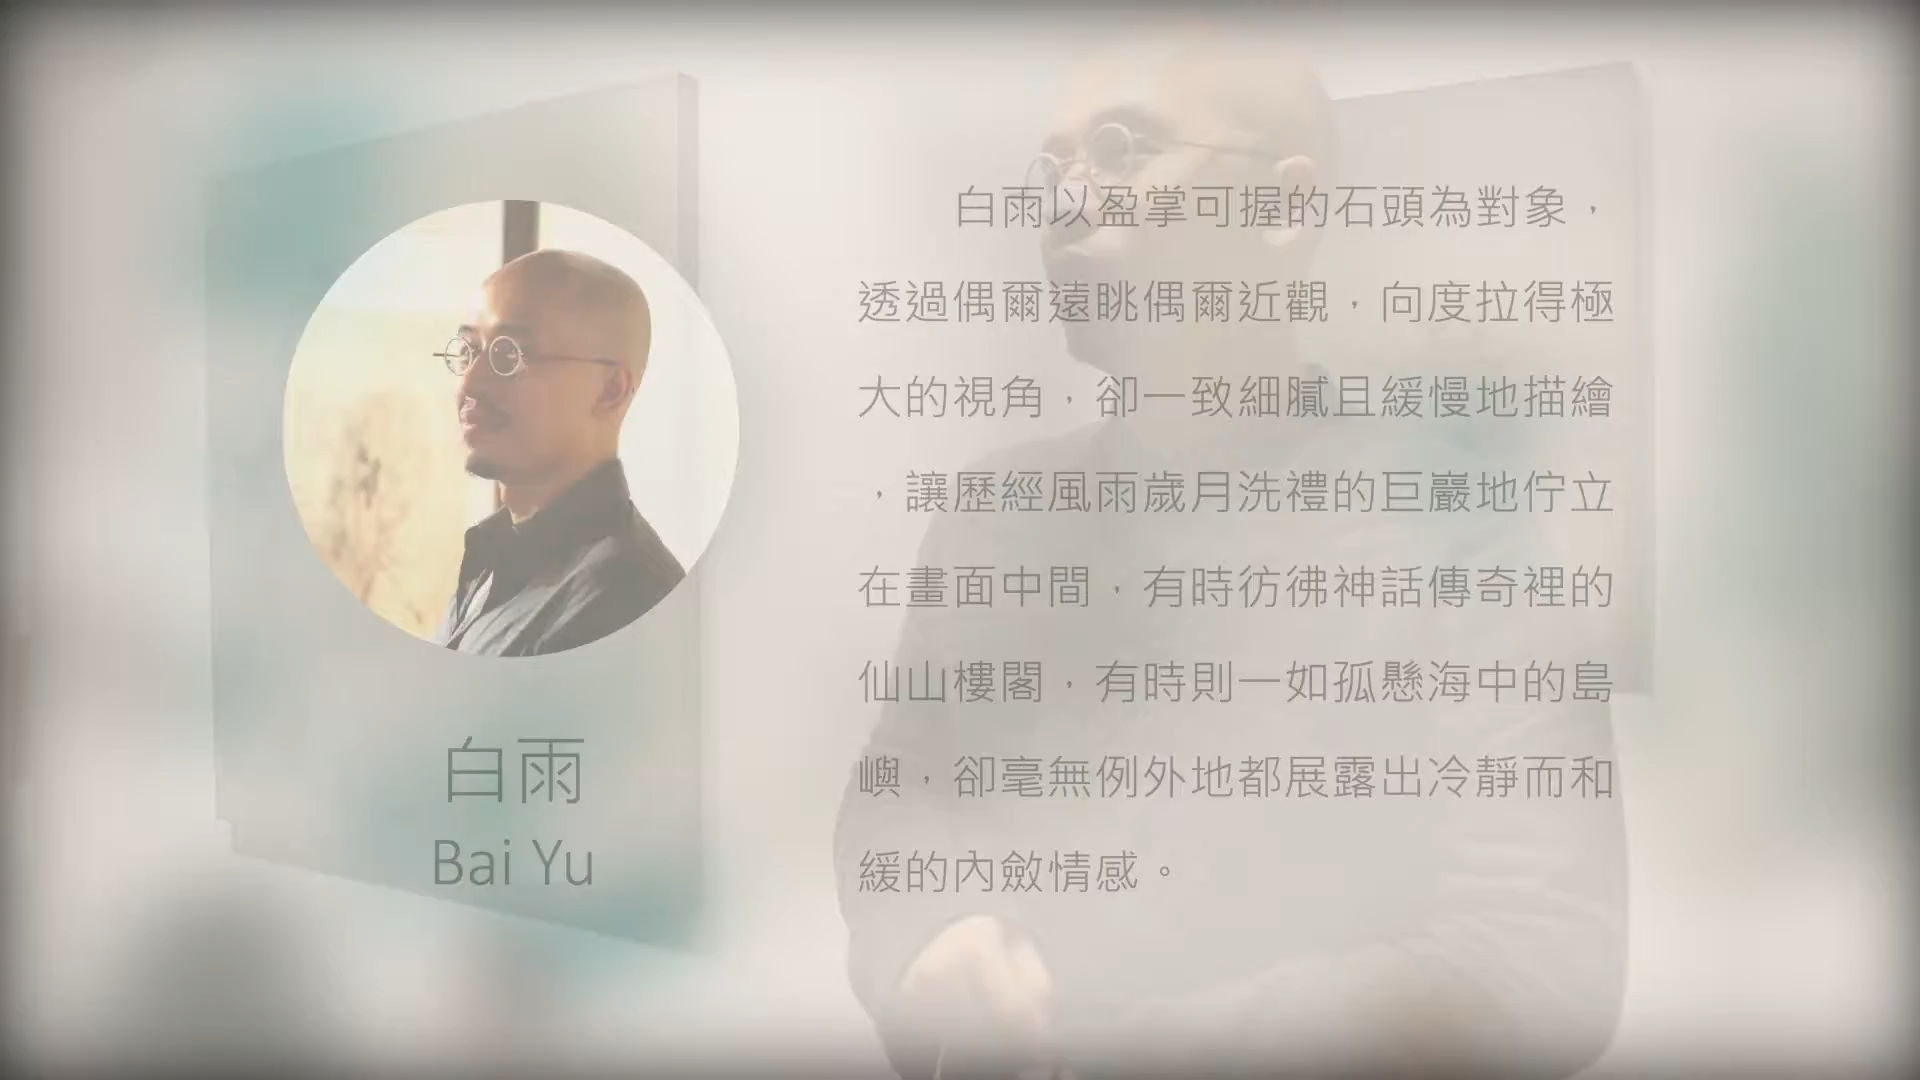 白雨
Bai Yu
白雨以盈掌可握的石頭為對象，
透過偶爾遠眺偶爾近觀，向度拉得極
大的視角，卻一致細膩且緩慢地描繪
，讓歷經風雨歲月洗禮的巨巖地佇立
在畫面中間，有時彷彿神話傳奇裡的
仙山樓閣，有時則一如孤懸海中的島
嶼，卻毫無例外地都展露出冷靜而和
緩的內斂情感。